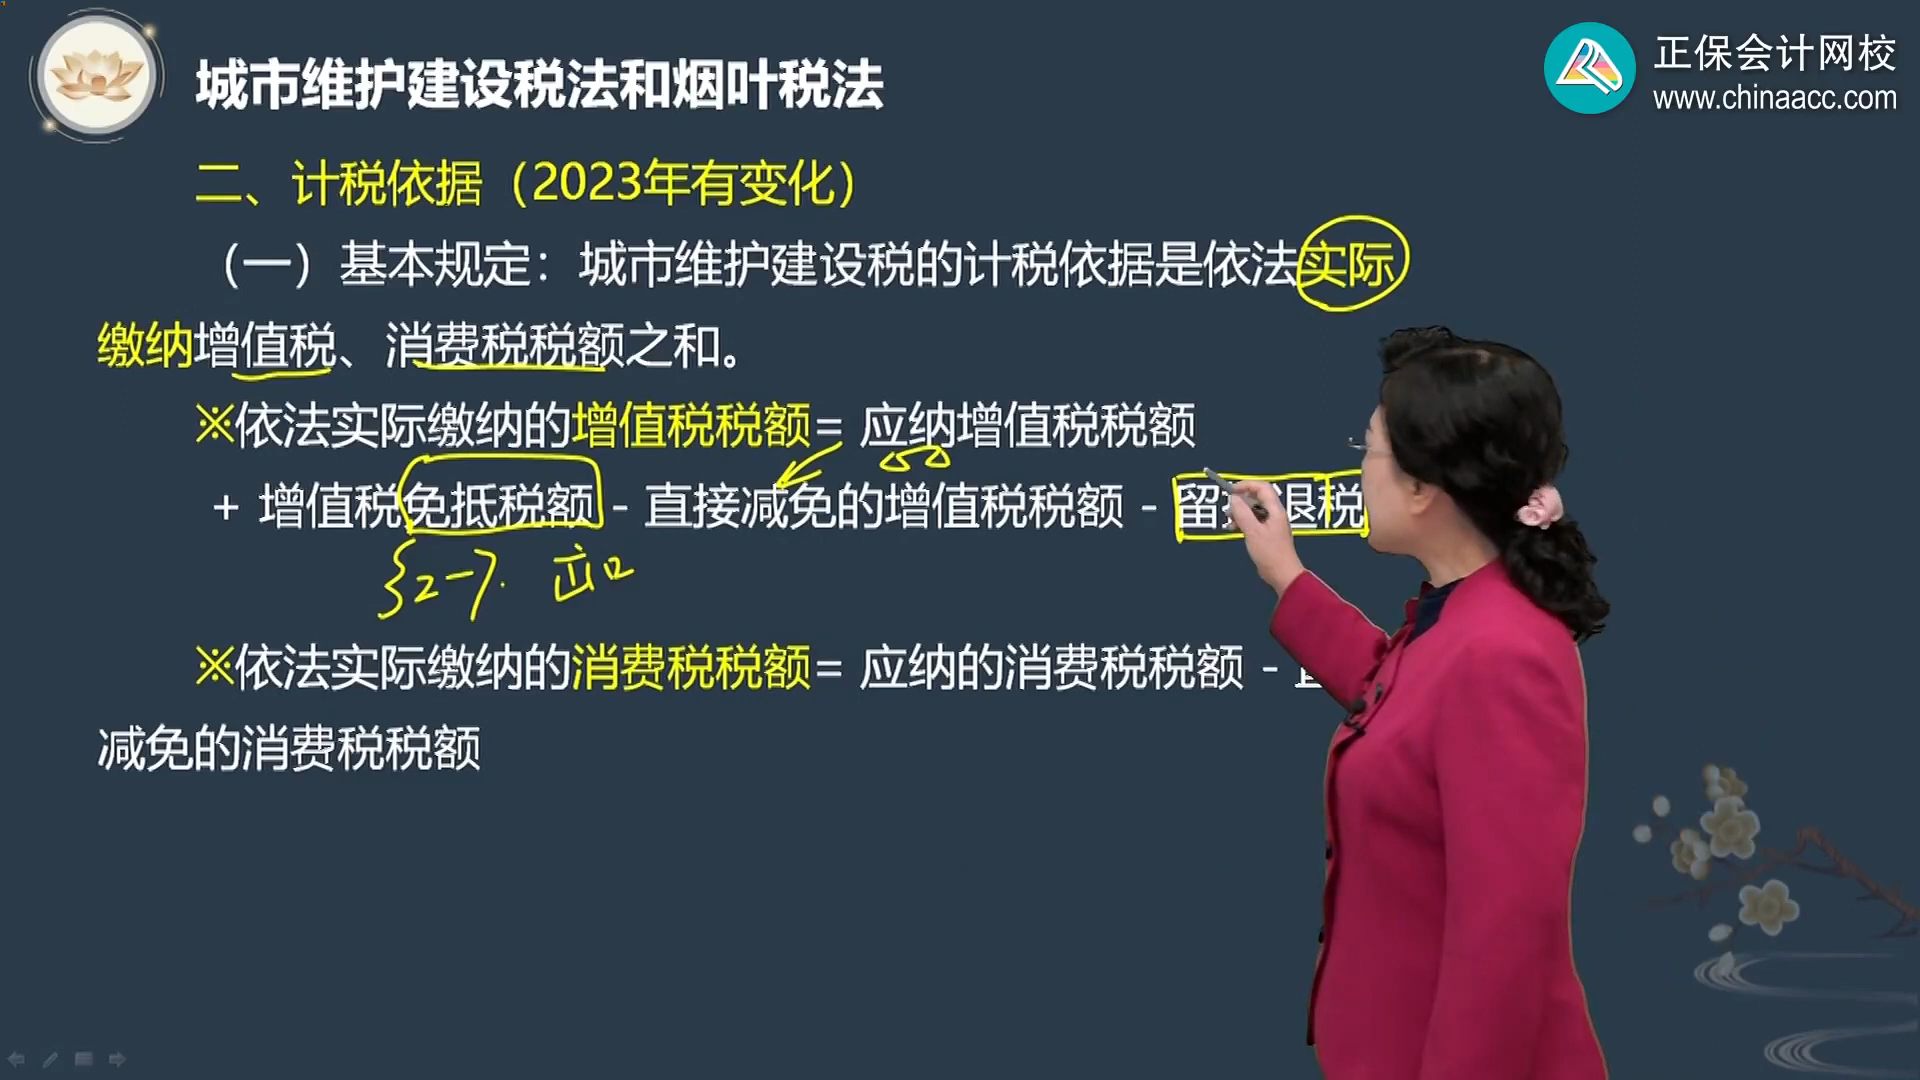 正保会计网校
www.chinaacc.com
城市维护建设税法和烟叶税法
二、计税依据（2023年有变化）
（一）基本规定：城市维护建设税的计税依据是依法实际
缴纳增值税、消费税税额之和。
※依法实际缴纳的增值税税额= 应纳增值税税额
+ 增值税免抵税额 - 直接减免的增值税税额 - 留抵退税
※依法实际缴纳的消费税税额= 应纳的消费税税额 -
减免的消费税税额